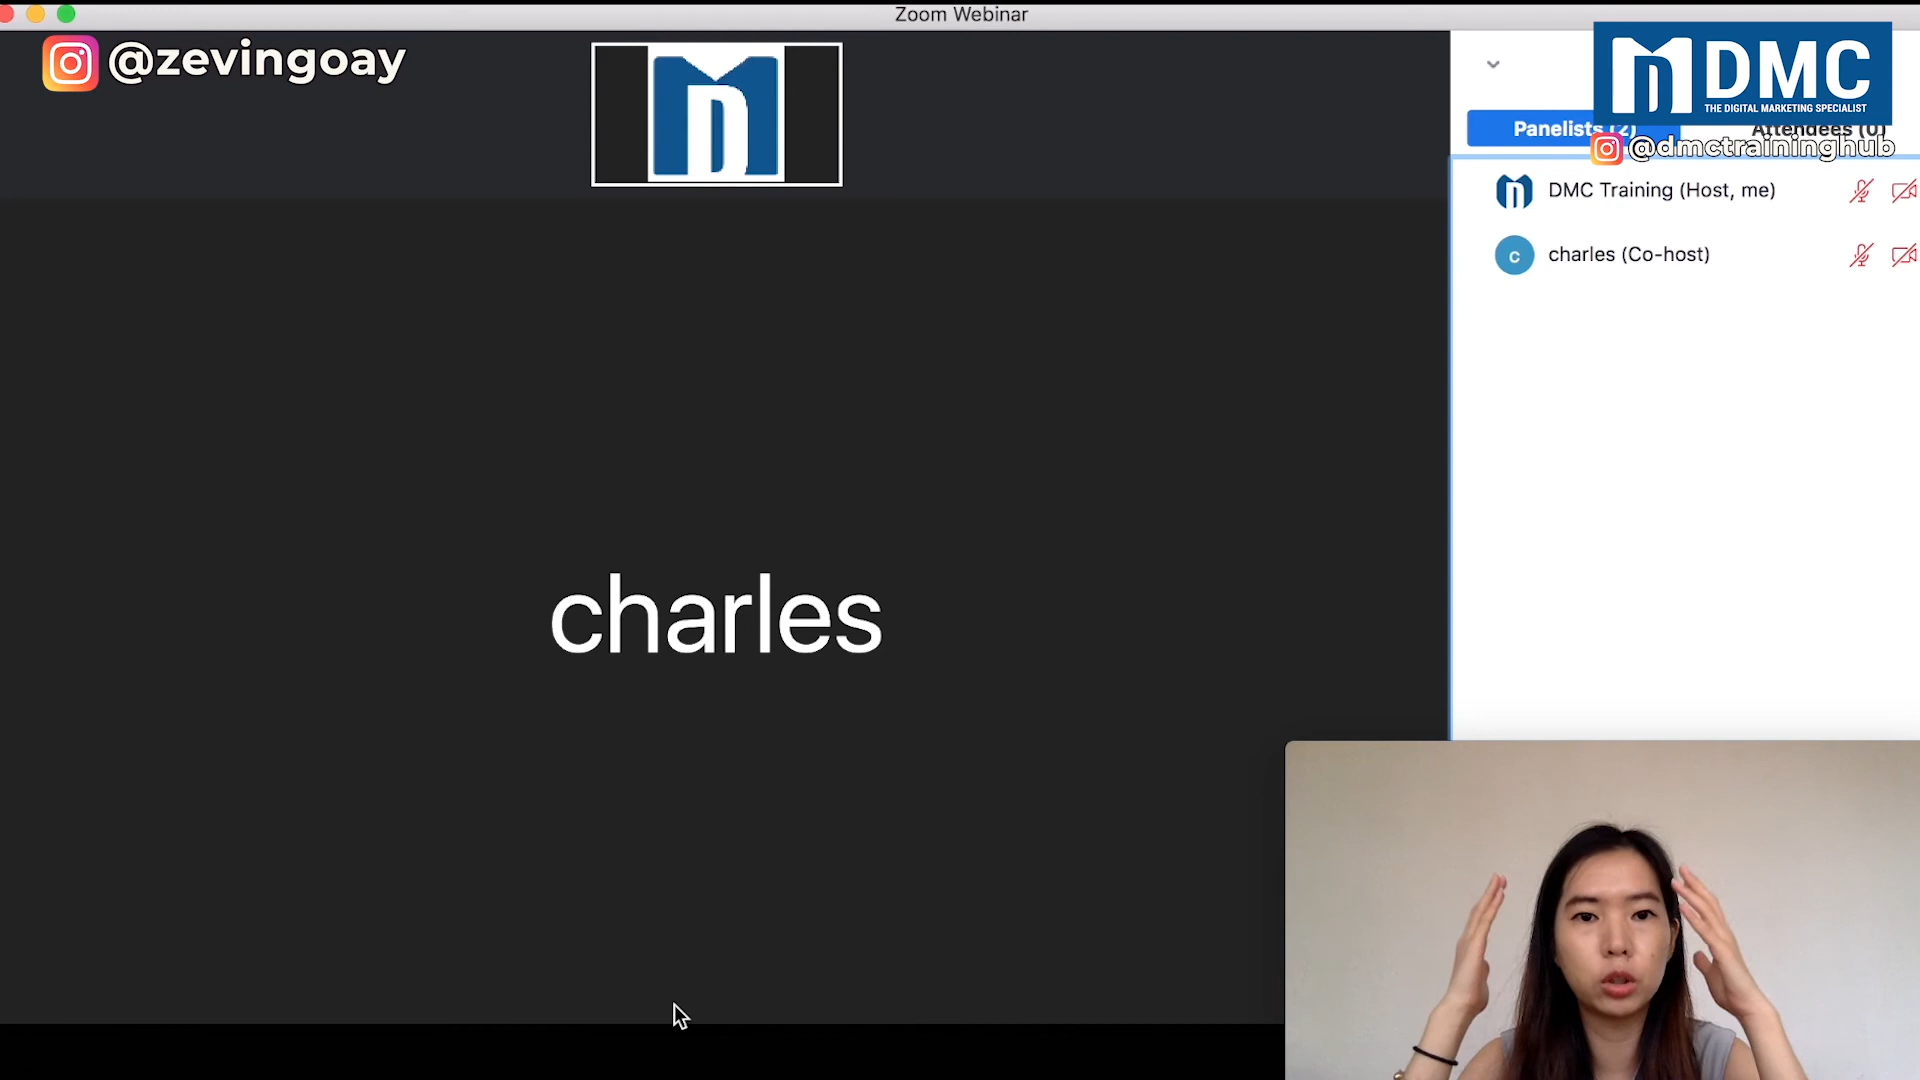 Zoom Webinar
@zevingoay
DMC
THE DIGITAL MARKETING SPECIALIST
Panelists (2)
Attendees (0)
@dmctraininghub
DMC Training (Host, me)
c
charles (Co-host)
charles